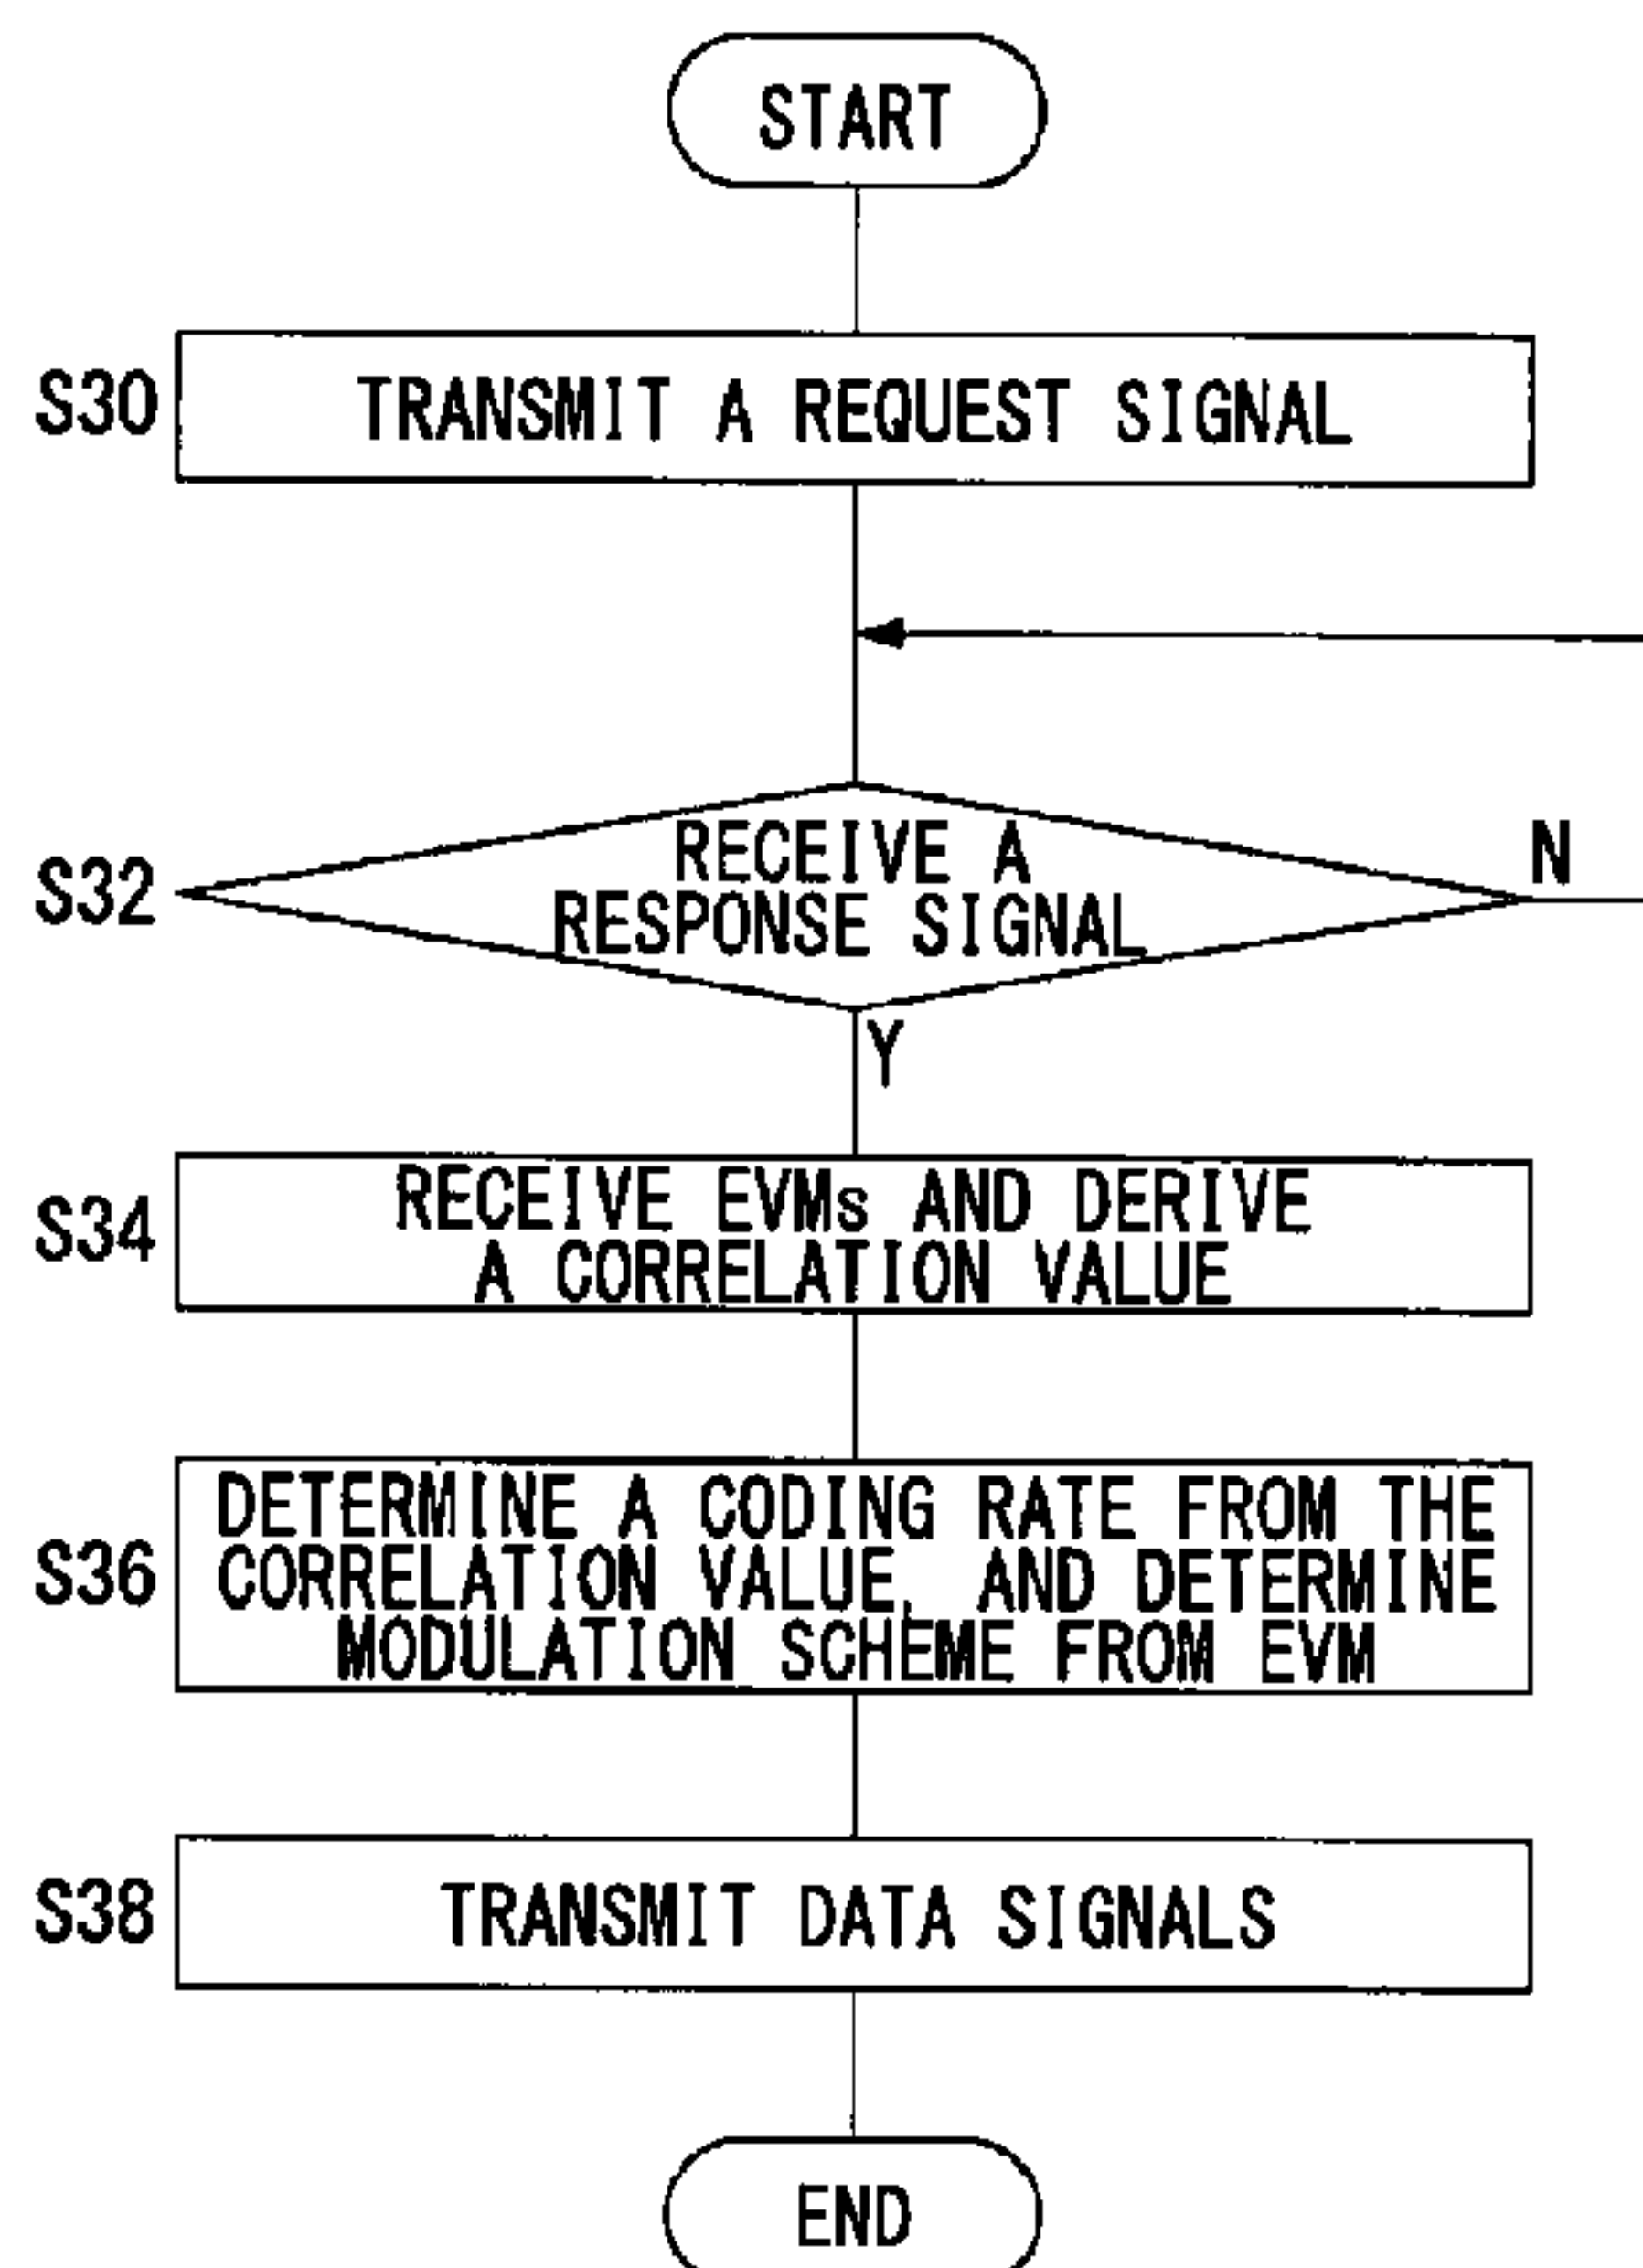 START
S30
TRANSMIT A REQUEST SIGNAL
S32
RECEIVE A
RESPONSE SIGNAL
N
Y
S34
RECEIVE EVMs AND DERIVE
A CORRELATION VALUE
S36
DETERMINE A CODING RATE FROM THE
CORRELATION VALUE, AND DETERMINE
MODULATION SCHEME FROM EVM
S38
TRANSMIT DATA SIGNALS
END